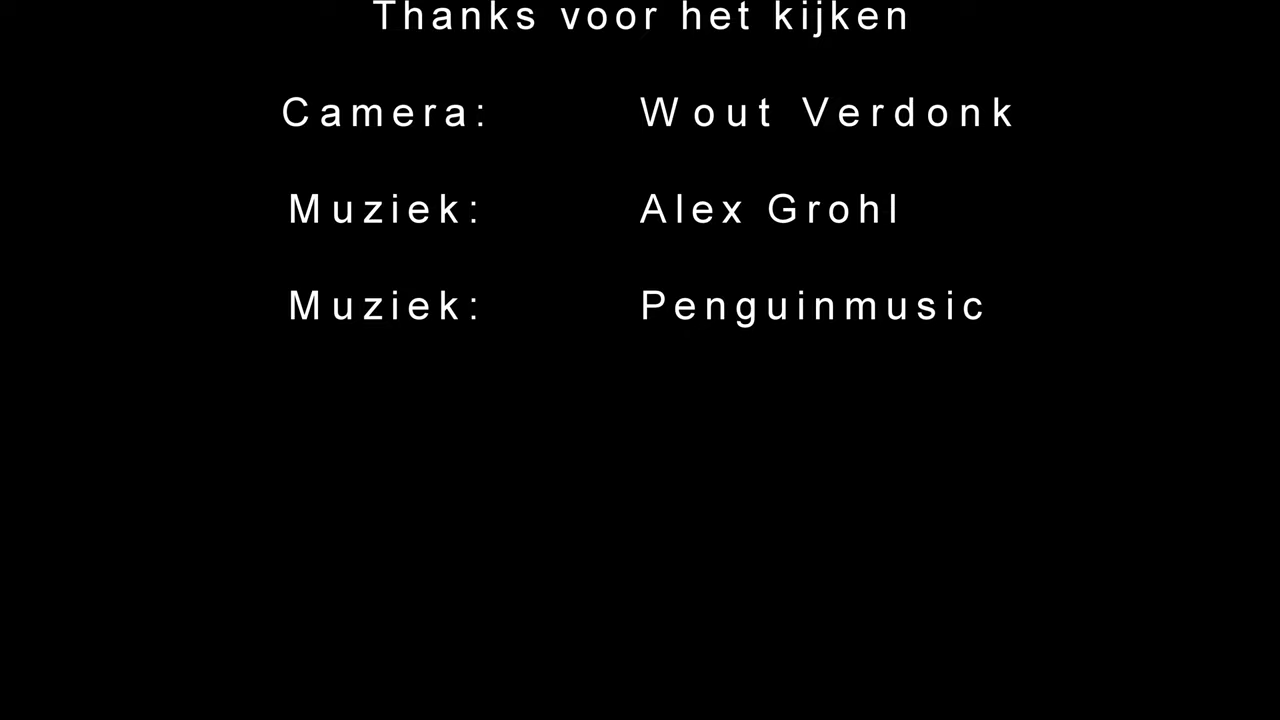 Thanks voor het kijken
Camera: Wout Verdonk
Muziek: Alex Grohl
Muziek: Penguinmusic